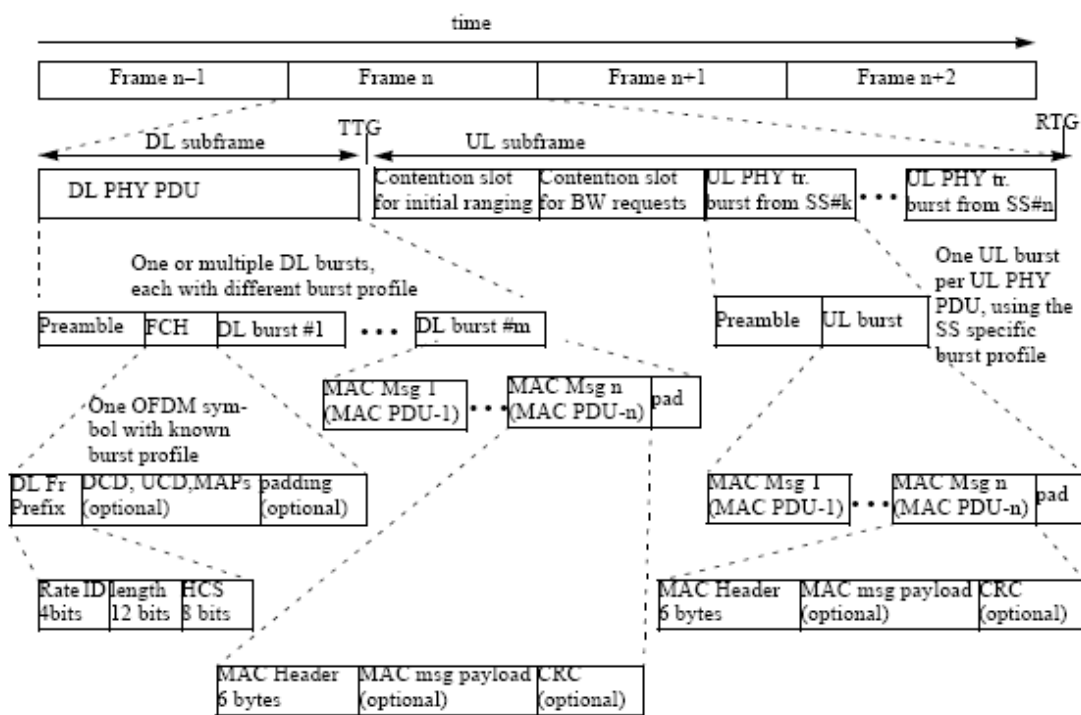 time
Frame n–1
Frame n
Frame n+1
Frame n+2
DL subframe
TTG
UL subframe
RTG
DL PHY PDU
Contention slot
for initial ranging
Contention slot
for BW requests
UL PHY tr.
burst from SS#k
UL PHY tr.
burst from SS#n
One or multiple DL bursts,
each with different burst profile
One UL burst
per UL PHY
PDU, using the
SS specific
burst profile
Preamble
FCH
DL burst #1
DL burst #m
Preamble
UL burst
MAC Msg 1
(MAC PDU-1)
MAC Msg n
(MAC PDU-n)
pad
One OFDM sym-
bol with known
burst profile
DL Fr
Prefix
DCD, UCD,MAPs
(optional)
padding
(optional)
MAC Msg 1
(MAC PDU-1)
MAC Msg n
(MAC PDU-n)
pad
Rate ID
4bits
length
12 bits
HCS
8 bits
MAC Header
6 bytes
MAC msg payload
(optional)
CRC
(optional)
MAC Header
6 bytes
MAC msg payload
(optional)
CRC
(optional)